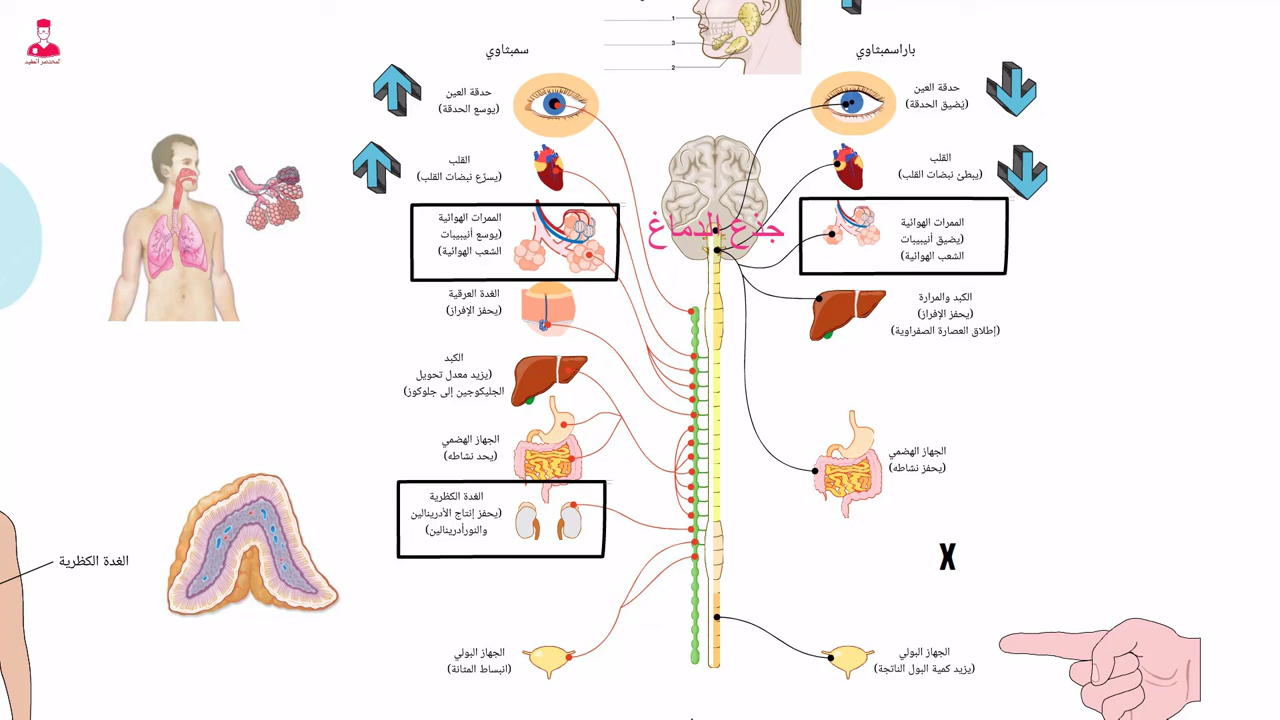 المختصر المفيد
1
3
2
سمبثاوي
حدقة العين
(يوسع الحدقة)
القلب
(يسرّع نبضات القلب)
الممرات الهوائية
(يوسع أنيبيبات
الشعب الهوائية)
الغدة العرقية
(يحفز الإفراز)
الكبد
(يزيد معدل تحويل
الجليكوجين إلى جلوكوز)
الجهاز الهضمي
(يحد نشاطه)
الغدة الكظرية
(يحفز إنتاج الأدرينالين
والنورأدرينالين)
الجهاز البولي
(انبساط المثانة)
جذع الدماغ
باراسمبثاوي
حدقة العين
(يُضيق الحدقة)
القلب
(يبطئ نبضات القلب)
الممرات الهوائية
(يضيق أنيبيبات
الشعب الهوائية)
الكبد والمرارة
(يحفز الإفراز)
(إطلاق العصارة الصفراوية)
الجهاز الهضمي
(يحفز نشاطه)
X
الجهاز البولي
(يزيد كمية البول الناتجة)
الغدة الكظرية